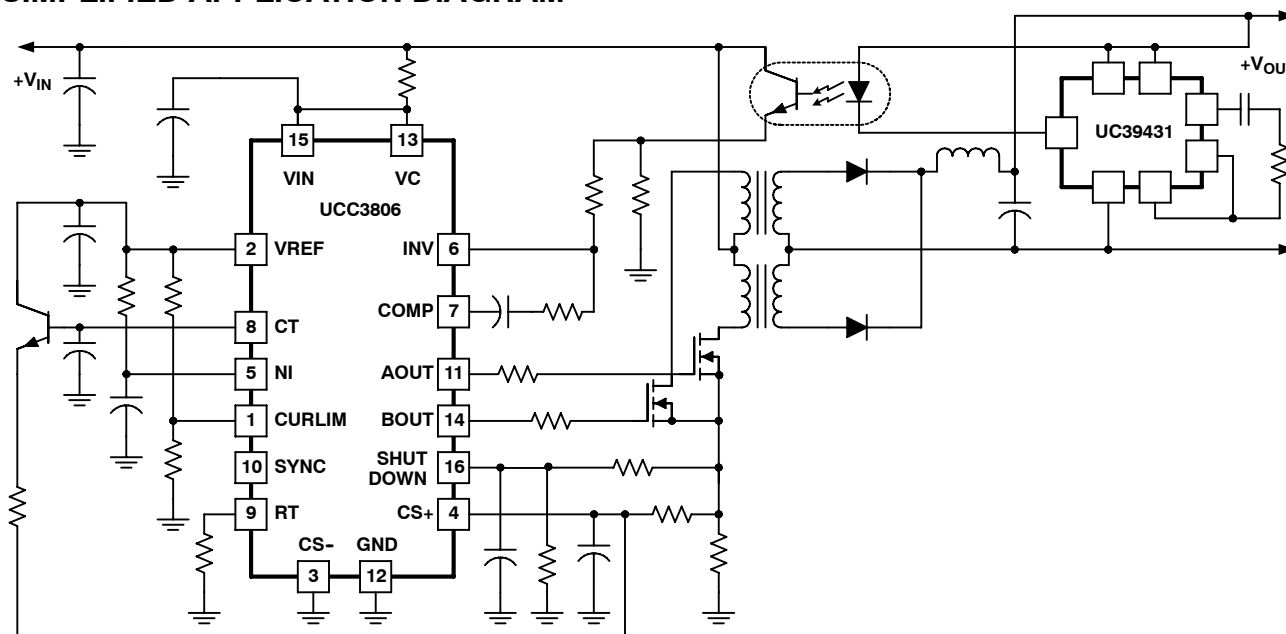 SIMPLIFIED APPLICATION DIAGRAM
+VIN
+VOU
UC39431
15
13
VIN
VC
UCC3806
2 VREF
INV 6
COMP 7
8 CT
5 NI
AOUT 11
1 CURLIM
BOUT 14
10 SYNC
SHUT DOWN 16
9 RT
CS+ 4
CS-
GND
3
12